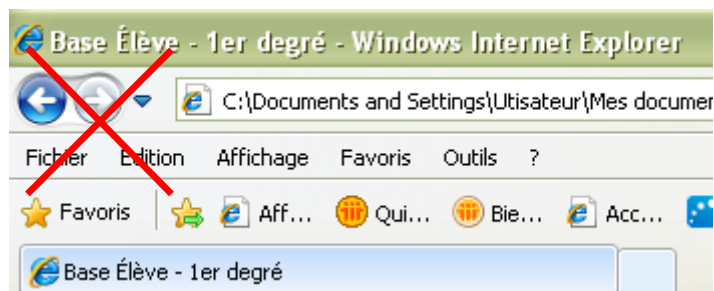 Base Élève - 1er degré - Windows Internet Explorer
C:\Documents and Settings\Utisateur\Mes documen
Fichier Edition Affichage Favoris Outils ?
Favoris Aff... Qui... Bie... Acc...
Base Élève - 1er degré